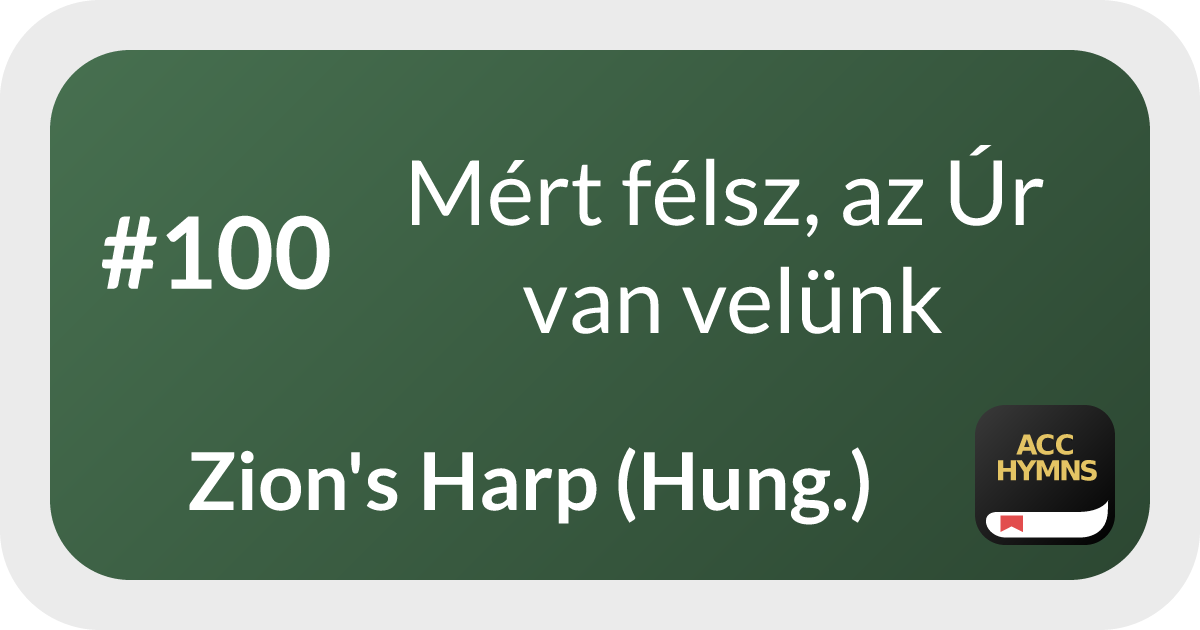 #100
Mért félsz, az Úr
van velünk
Zion's Harp (Hung.)
ACC
HYMNS